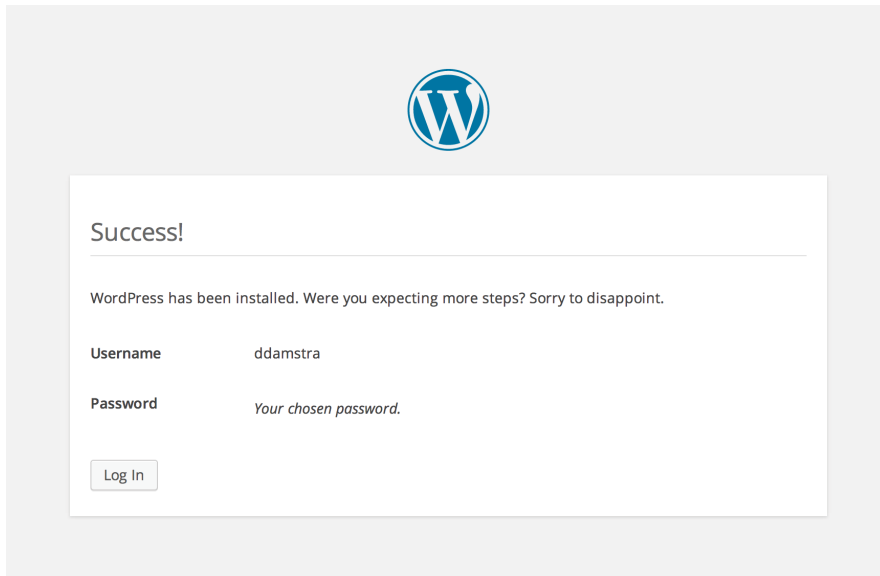 Success!
WordPress has been installed. Were you expecting more steps? Sorry to disappoint.
Username ddamstra
Password Your chosen password.
Log In